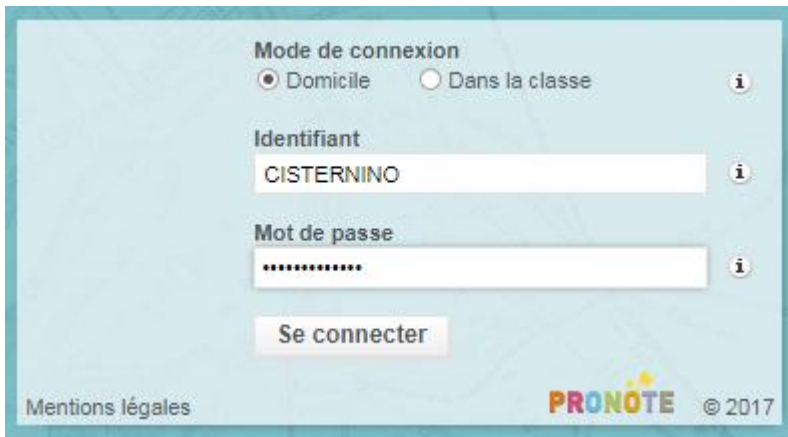 Mode de connexion
Domicile Dans la classe
Identifiant
CISTERNINO
Mot de passe
•••••••••••••
Se connecter
Mentions légales PRONOTE © 2017